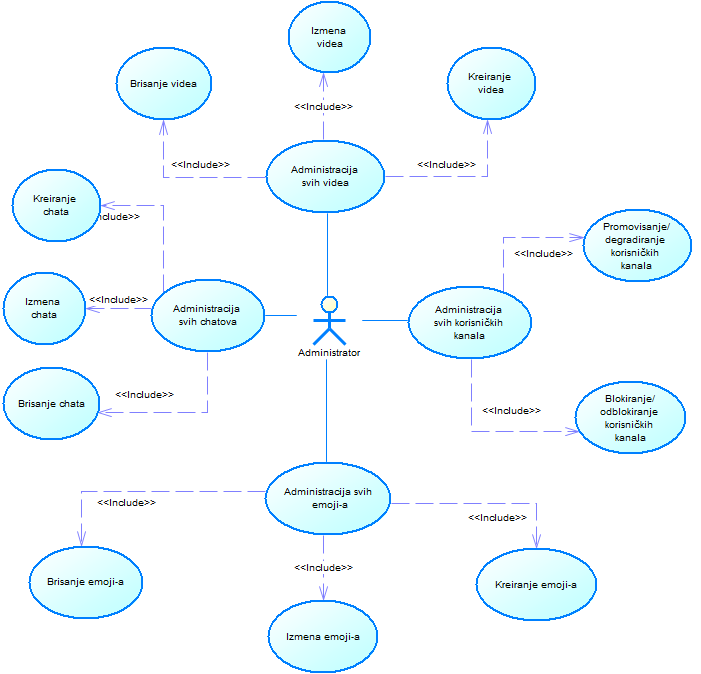 Izmena
videa
Brisanje videa
Kreiranje
videa
<<Include>>
<<Include>>
<<Include>>
Administracija
svih videa
Kreiranje
chata
nclude>>
Promovisanje/
degradiranje
korisničkih
kanala
<<Include>>
Izmena
chata
<<Include>>
Administracija
svih chatova
Administracija
svih korisničkih
kanala
Administrator
Brisanje chata
<<Include>>
<<Include>>
Blokiranje/
odblokiranje
korisničkih
kanala
Administracija svih
emoji-a
<<Include>>
<<Include>>
<<Include>>
Brisanje emoji-a
Kreiranje emoji-a
Izmena emoji-a